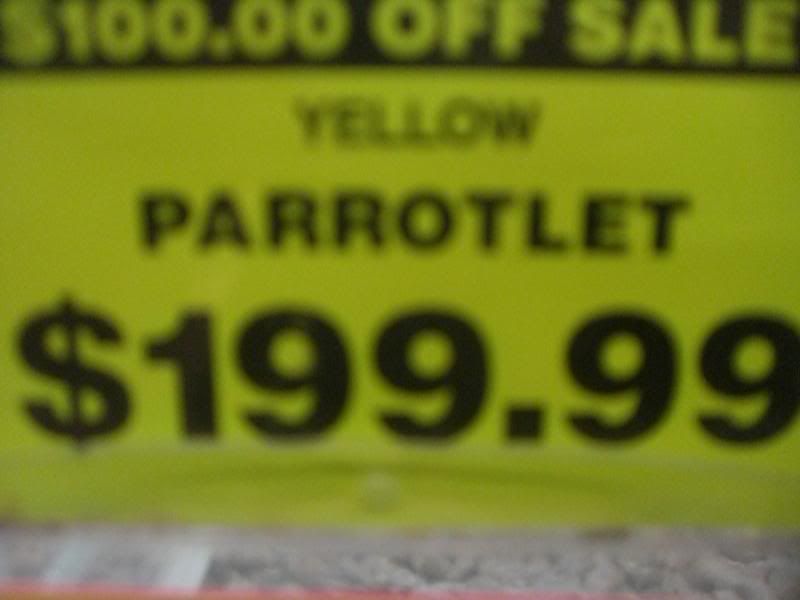 $100.00 OFF SALE
YELLOW
PARROTLET
$199.99